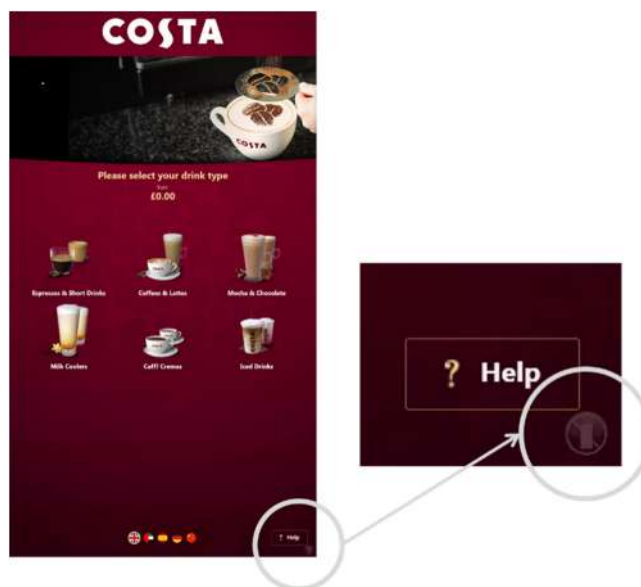 COSTA
COSTA
Please select your drink type
from
£0.00
Espressos & Short Drinks
Coffees & Lattes
Mocha & Chocolate
Milk Coolers
Caffè Cremas
Iced Drinks
? Help
? Help